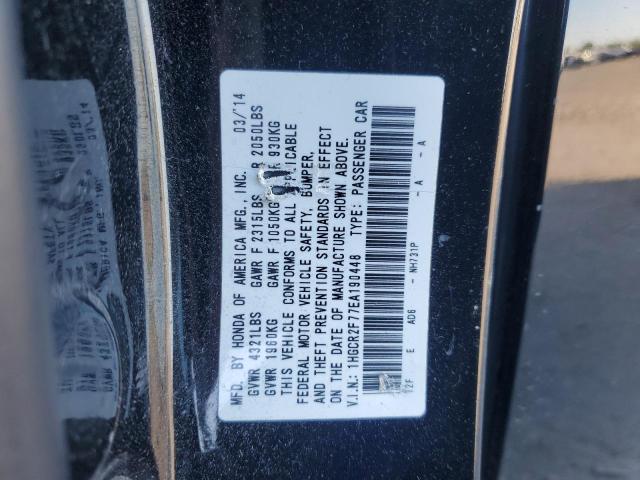 MFD. BY HONDA OF AMERICA MFG., INC. 03/'14
GVWR 4321LBS GAWR F 2315LBS R 2050LBS
GVWR 1960KG GAWR F 1050KG R 930KG
THIS VEHICLE CONFORMS TO ALL APPLICABLE
FEDERAL MOTOR VEHICLE SAFETY, BUMPER,
AND THEFT PREVENTION STANDARDS IN EFFECT
ON THE DATE OF MANUFACTURE SHOWN ABOVE.
V.I.N.: 1HGCR2F77EA190448 TYPE: PASSENGER CAR
12F E AD6 - NH731P - A - A